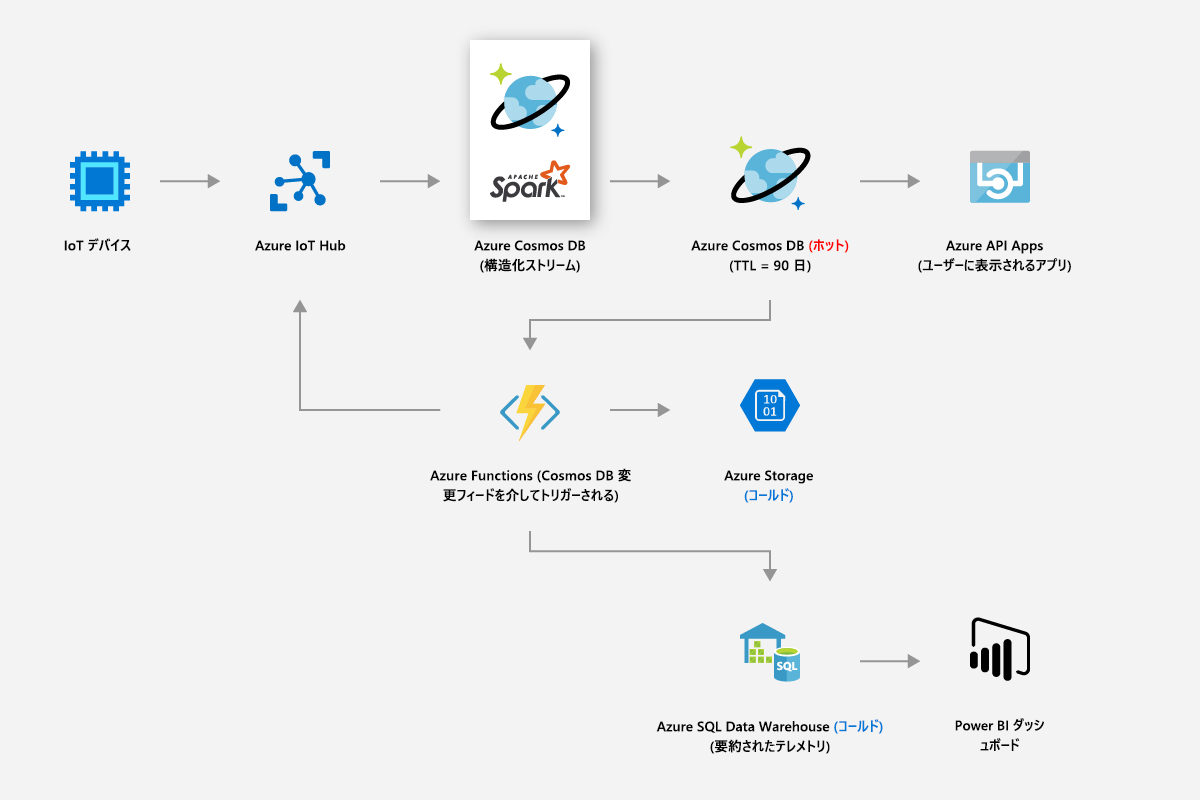 APACHE
Spark™
IoT デバイス
Azure IoT Hub
Azure Cosmos DB
(構造化ストリーム)
Azure Cosmos DB (ホット)
(TTL = 90 日)
Azure API Apps
(ユーザーに表示されるアプリ)
10
01
Azure Functions (Cosmos DB 変
更フィードを介してトリガーされる)
Azure Storage
(コールド)
SQL
Azure SQL Data Warehouse (コールド)
(要約されたテレメトリ)
Power BI ダッシ
ュボード